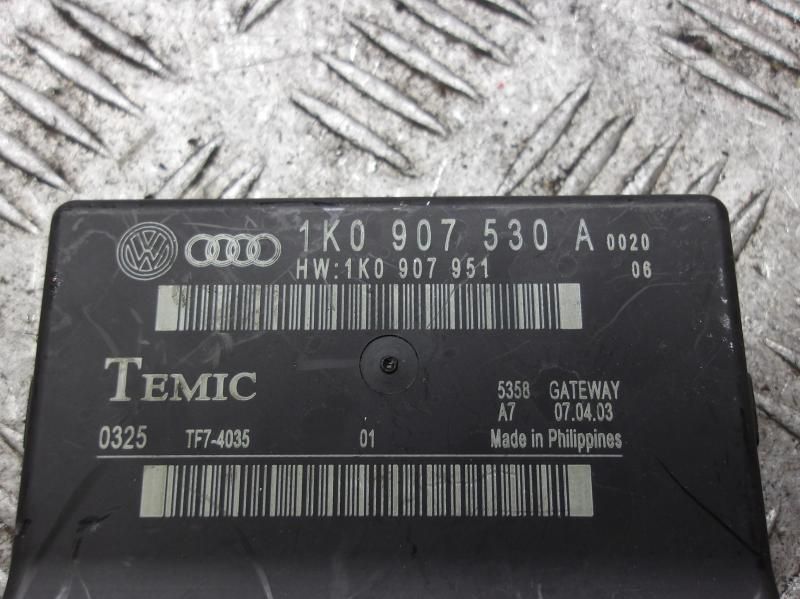 VW 1K0 907 530 A 0020
HW:1K0 907 951 06
TEMIC
5358 GATEWAY
A7 07.04.03
0325 TF7-4035 01 Made in Philippines